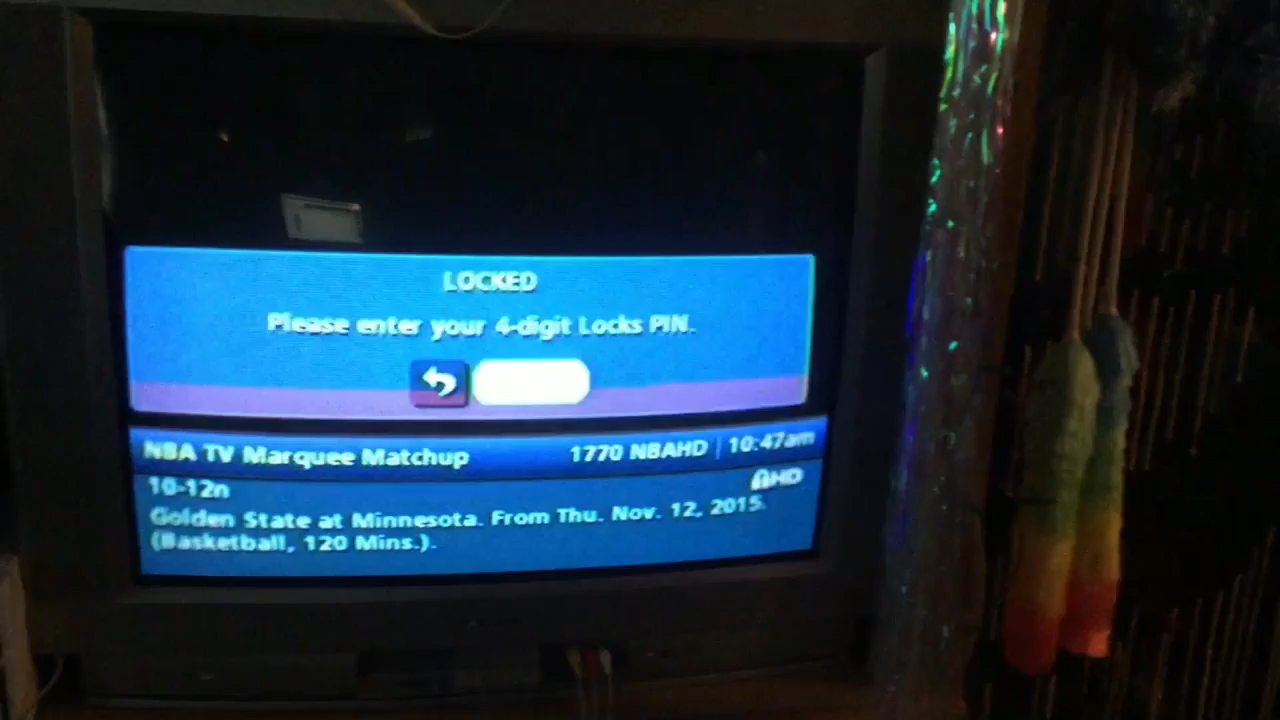 LOCKED
Please enter your 4-digit Locks PIN.
NBA TV Marquee Matchup 1770 NBAHD | 10:47am
10-12n HD
Golden State at Minnesota. From Thu. Nov. 12, 2015.
(Basketball, 120 Mins.).